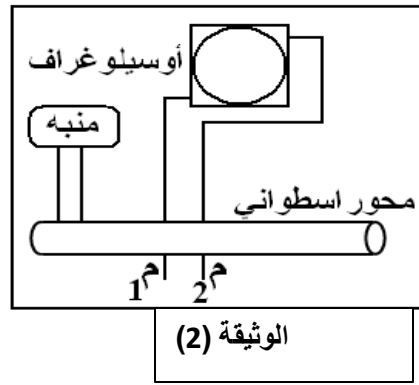 أوسيلوغراف
منبه
محور اسطواني
م1 م2
الوثيقة (2)